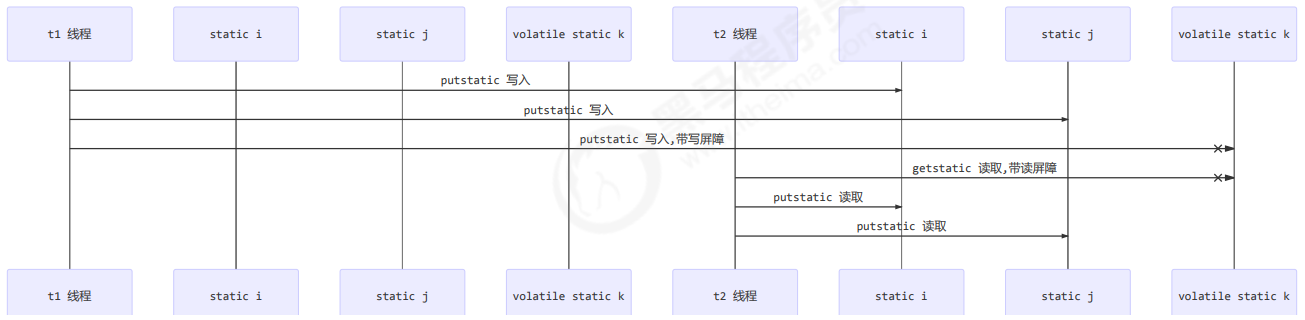 t1 线程
static i
static j
volatile static k
t2 线程
static i
static j
volatile static k
putstatic 写入
putstatic 写入
putstatic 写入,带写屏障
getstatic 读取,带读屏障
putstatic 读取
putstatic 读取
t1 线程
static i
static j
volatile static k
t2 线程
static i
static j
volatile static k
黑马程序员
www.itheima.com